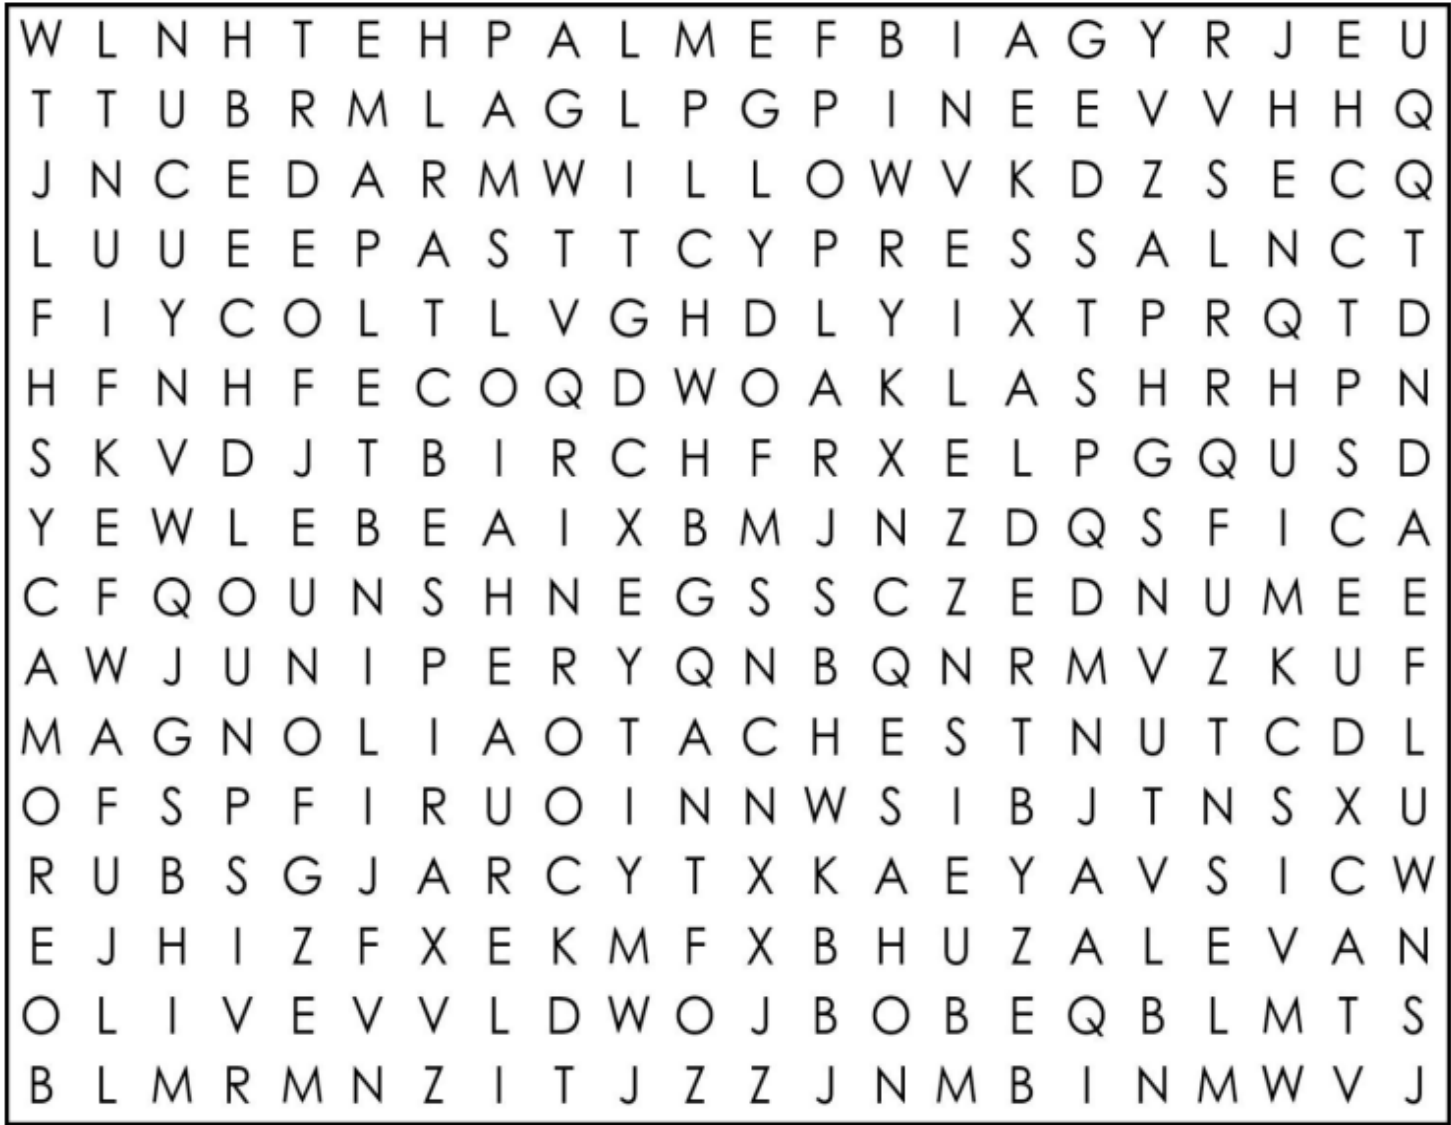 W L N H T E H P A L M E F B I A G Y R J E U
T T U B R M L A G L P G P I N E E V V H H Q
J N C E D A R M W I L L O W V K D Z S E C Q
L U U E E P A S T T C Y P R E S S A L N C T
F I Y C O L T L V G H D L Y I X T P R Q T D
H F N H F E C O Q D W O A K L A S H R H P N
S K V D J T B I R C H F R X E L P G Q U S D
Y E W L E B E A I X B M J N Z D Q S F I C A
C F Q O U N S H N E G S S C Z E D N U M E E
A W J U N I P E R Y Q N B Q N R M V Z K U F
M A G N O L I A O T A C H E S T N U T C D L
O F S P F I R U O I N N W S I B J T N S X U
R U B S G J A R C Y T X K A E Y A V S I C W
E J H I Z F X E K M F X B H U Z A L E V A N
O L I V E V V L D W O J B O B E Q B L M T S
B L M R M N Z I T J Z Z J N M B I N M W V J